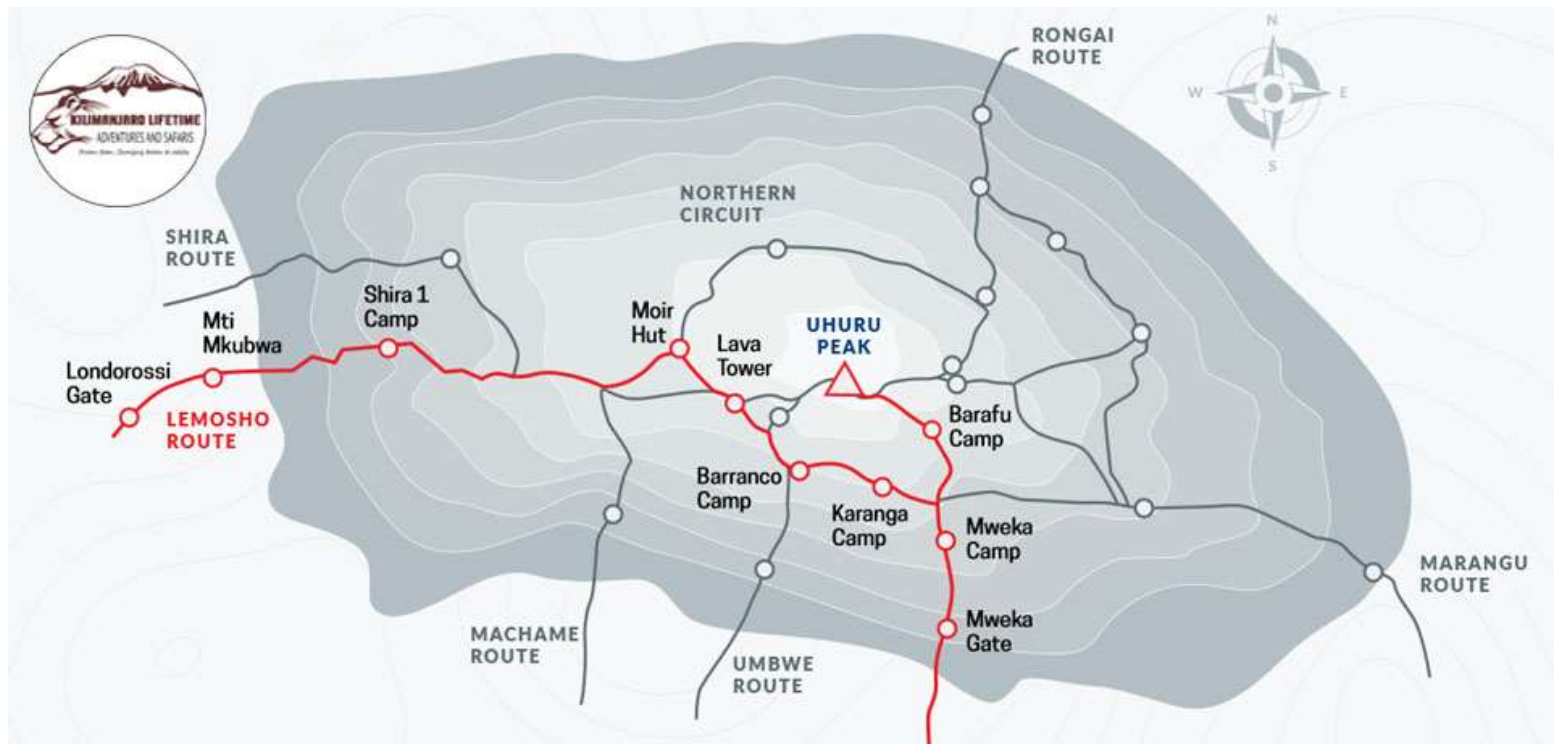 KILIMANJARO LIFETIME
ADVENTURES AND SAFARIS
N
W
E
S
RONGAI
ROUTE
NORTHERN
CIRCUIT
SHIRA
ROUTE
Shira 1
Camp
Mti
Mkubwa
Londorossi
Gate
LEMOSHO
ROUTE
Moir
Hut
Lava
Tower
UHURU
PEAK
Barafu
Camp
Barranco
Camp
Karanga
Camp
Mweka
Camp
Mweka
Gate
MARANGU
ROUTE
MACHAME
ROUTE
UMBWE
ROUTE